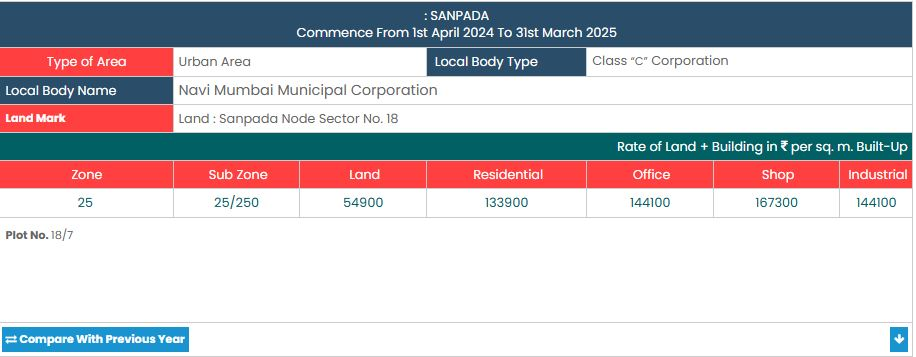 : SANPADA
Commence From 1st April 2024 To 31st March 2025
Type of Area Urban Area Local Body Type Class "C" Corporation
Local Body Name Navi Mumbai Municipal Corporation
Land Mark Land : Sanpada Node Sector No. 18
Rate of Land + Building in ₹ per sq. m. Built-Up
Zone Sub Zone Land Residential Office Shop Industrial
25 25/250 54900 133900 144100 167300 144100
Plot No. 18/7
Compare With Previous Year